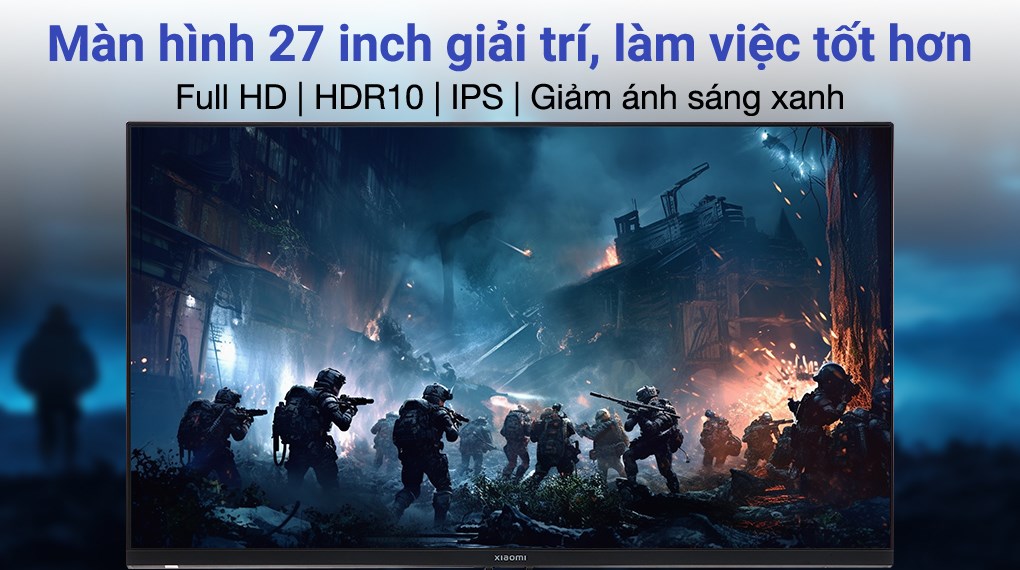 Màn hình 27 inch giải trí, làm việc tốt hơn
Full HD | HDR10 | IPS | Giảm ánh sáng xanh
xiaomi